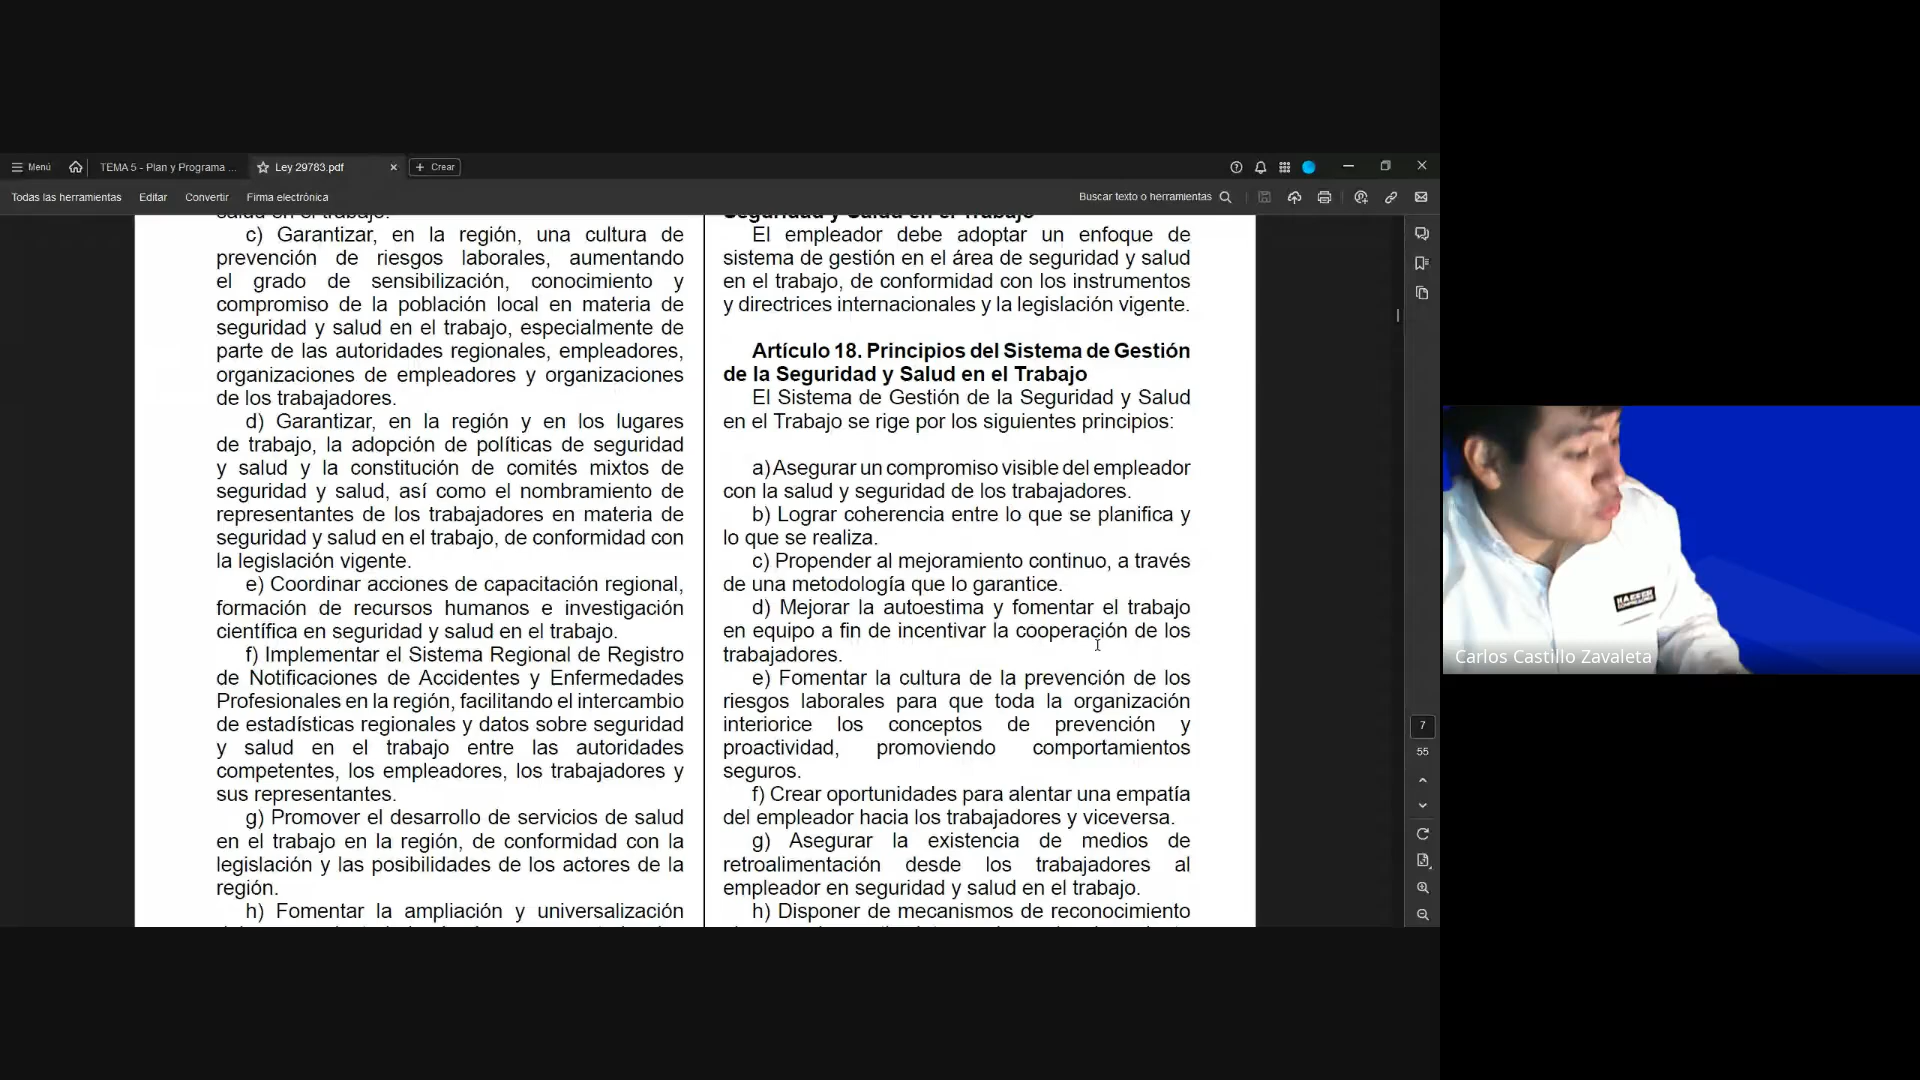 Menú
TEMA 5 - Plan y Programa ...
Ley 29783.pdf
Crear
Todas las herramientas
Editar
Convertir
Firma electrónica
Buscar texto o herramientas
salud en el trabajo.
c) Garantizar, en la región, una cultura de
prevención de riesgos laborales, aumentando
el grado de sensibilización, conocimiento y
compromiso de la población local en materia de
seguridad y salud en el trabajo, especialmente de
parte de las autoridades regionales, empleadores,
organizaciones de empleadores y organizaciones
de los trabajadores.
d) Garantizar, en la región y en los lugares
de trabajo, la adopción de políticas de seguridad
y salud y la constitución de comités mixtos de
seguridad y salud, así como el nombramiento de
representantes de los trabajadores en materia de
seguridad y salud en el trabajo, de conformidad con
la legislación vigente.
e) Coordinar acciones de capacitación regional,
formación de recursos humanos e investigación
científica en seguridad y salud en el trabajo.
f) Implementar el Sistema Regional de Registro
de Notificaciones de Accidentes y Enfermedades
Profesionales en la región, facilitando el intercambio
de estadísticas regionales y datos sobre seguridad
y salud en el trabajo entre las autoridades
competentes, los empleadores, los trabajadores y
sus representantes.
g) Promover el desarrollo de servicios de salud
en el trabajo en la región, de conformidad con la
legislación y las posibilidades de los actores de la
región.
h) Fomentar la ampliación y universalización
Seguridad y Salud en el Trabajo
El empleador debe adoptar un enfoque de
sistema de gestión en el área de seguridad y salud
en el trabajo, de conformidad con los instrumentos
y directrices internacionales y la legislación vigente.
Artículo 18. Principios del Sistema de Gestión
de la Seguridad y Salud en el Trabajo
El Sistema de Gestión de la Seguridad y Salud
en el Trabajo se rige por los siguientes principios:
a) Asegurar un compromiso visible del empleador
con la salud y seguridad de los trabajadores.
b) Lograr coherencia entre lo que se planifica y
lo que se realiza.
c) Propender al mejoramiento continuo, a través
de una metodología que lo garantice.
d) Mejorar la autoestima y fomentar el trabajo
en equipo a fin de incentivar la cooperación de los
trabajadores.
e) Fomentar la cultura de la prevención de los
riesgos laborales para que toda la organización
interiorice los conceptos de prevención y
proactividad, promoviendo comportamientos
seguros.
f) Crear oportunidades para alentar una empatía
del empleador hacia los trabajadores y viceversa.
g) Asegurar la existencia de medios de
retroalimentación desde los trabajadores al
empleador en seguridad y salud en el trabajo.
h) Disponer de mecanismos de reconocimiento
7
55
Carlos Castillo Zavaleta